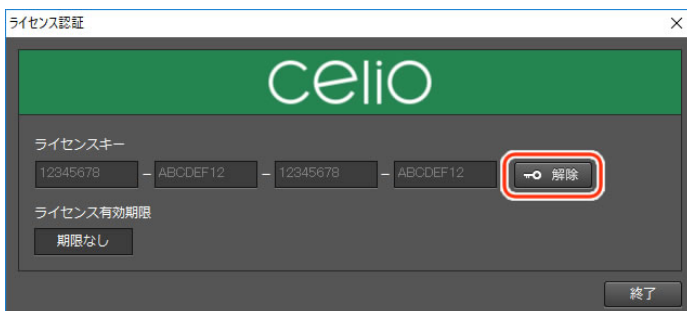 ライセンス認証
celio
ライセンスキー
12345678 – ABCDEF12 – 12345678 – ABCDEF12 解除
ライセンス有効期限
期限なし
終了